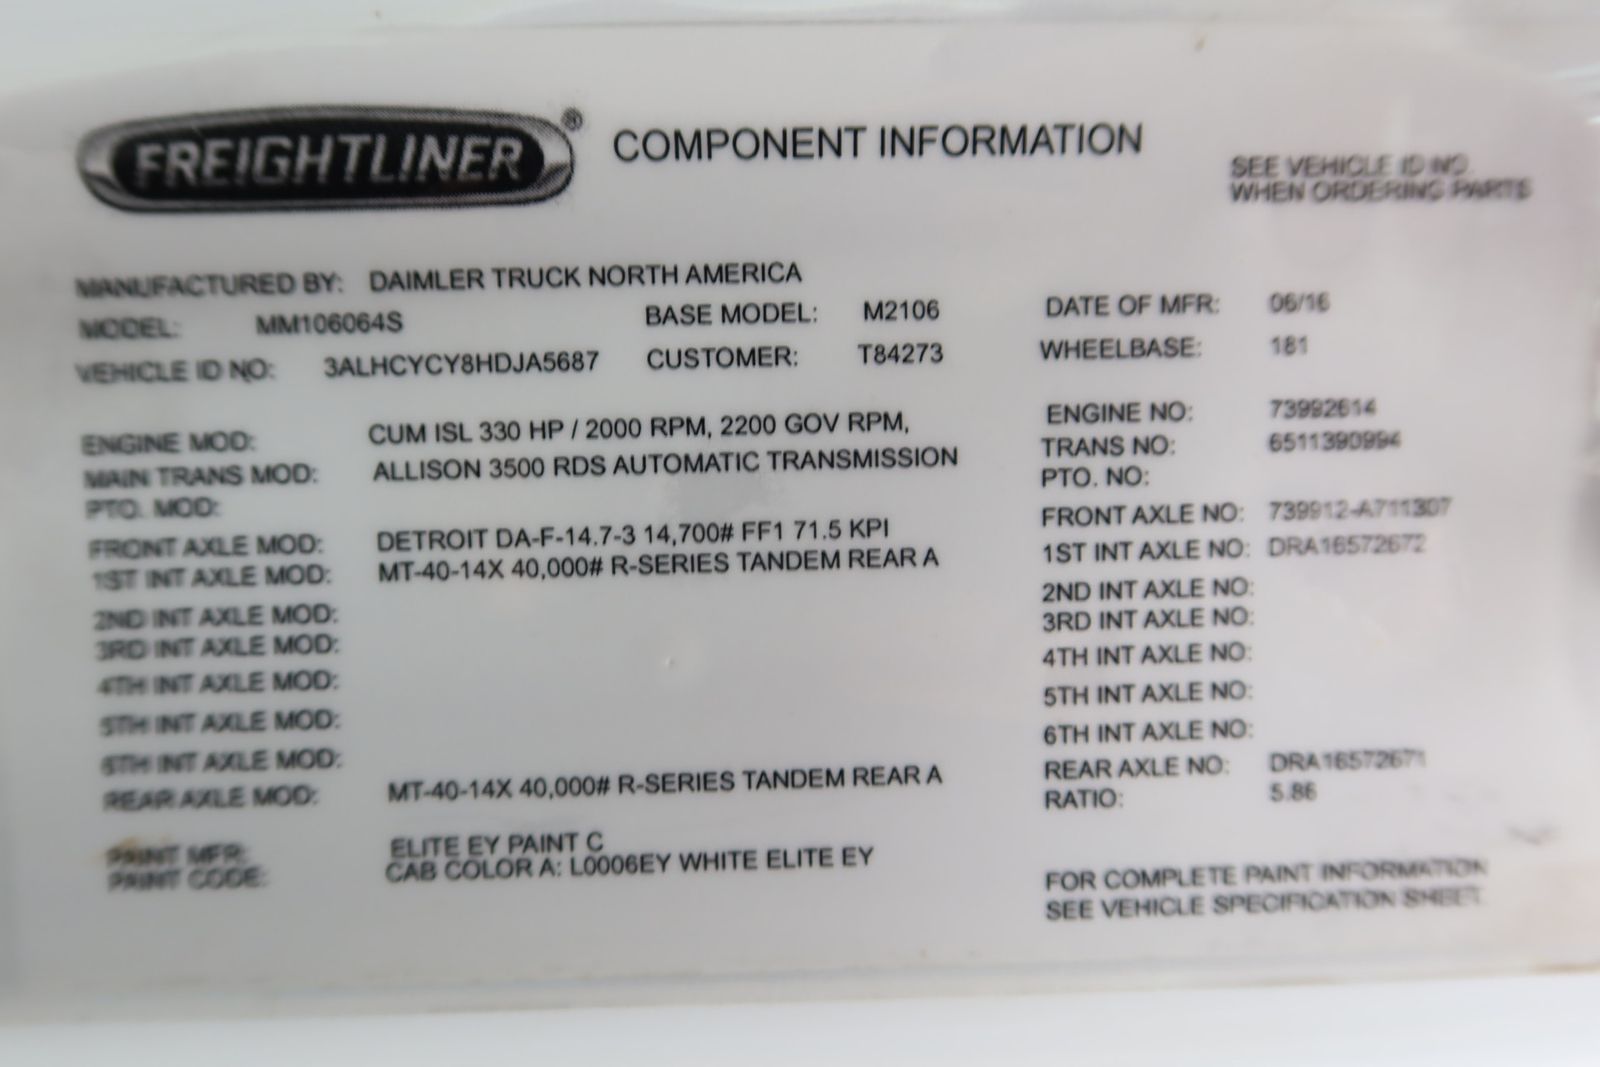 FREIGHTLINER® COMPONENT INFORMATION
SEE VEHICLE ID NO.
WHEN ORDERING PARTS
MANUFACTURED BY: DAIMLER TRUCK NORTH AMERICA
MODEL: MM106064S BASE MODEL: M2106 DATE OF MFR: 06/16
VEHICLE ID NO: 3ALHCYCY8HDJA5687 CUSTOMER: T84273 WHEELBASE: 181
ENGINE MOD: CUM ISL 330 HP / 2000 RPM, 2200 GOV RPM, ENGINE NO: 73992614
MAIN TRANS MOD: ALLISON 3500 RDS AUTOMATIC TRANSMISSION TRANS NO: 6511390994
PTO. MOD: PTO. NO:
FRONT AXLE MOD: DETROIT DA-F-14.7-3 14,700# FF1 71.5 KPI FRONT AXLE NO: 739912-A711307
1ST INT AXLE MOD: MT-40-14X 40,000# R-SERIES TANDEM REAR A 1ST INT AXLE NO: DRA16572672
2ND INT AXLE MOD: 2ND INT AXLE NO:
3RD INT AXLE MOD: 3RD INT AXLE NO:
4TH INT AXLE MOD: 4TH INT AXLE NO:
5TH INT AXLE MOD: 5TH INT AXLE NO:
6TH INT AXLE MOD: 6TH INT AXLE NO:
REAR AXLE MOD: MT-40-14X 40,000# R-SERIES TANDEM REAR A REAR AXLE NO: DRA16572671
RATIO: 5.86
PAINT MFR: ELITE EY PAINT C
PAINT CODE: CAB COLOR A: L0006EY WHITE ELITE EY
FOR COMPLETE PAINT INFORMATION
SEE VEHICLE SPECIFICATION SHEET.